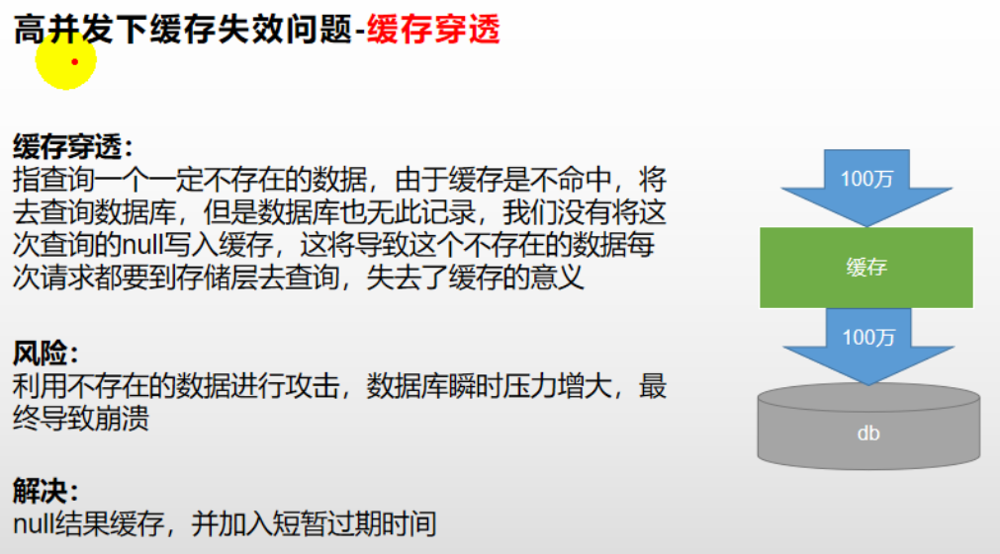 高并发下缓存失效问题-缓存穿透
缓存穿透：
指查询一个一定不存在的数据，由于缓存是不命中，将
去查询数据库，但是数据库也无此记录，我们没有将这
次查询的null写入缓存，这将导致这个不存在的数据每
次请求都要到存储层去查询，失去了缓存的意义
风险：
利用不存在的数据进行攻击，数据库瞬时压力增大，最
终导致崩溃
解决：
null结果缓存，并加入短暂过期时间
100万
缓存
100万
db